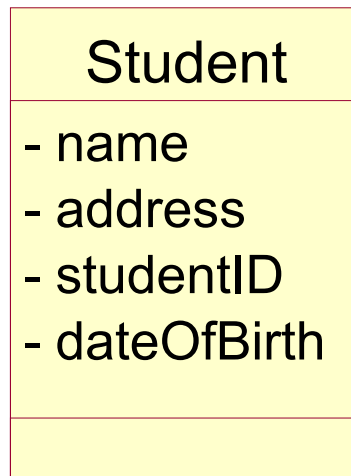 Student
- name
- address
- studentID
- dateOfBirth